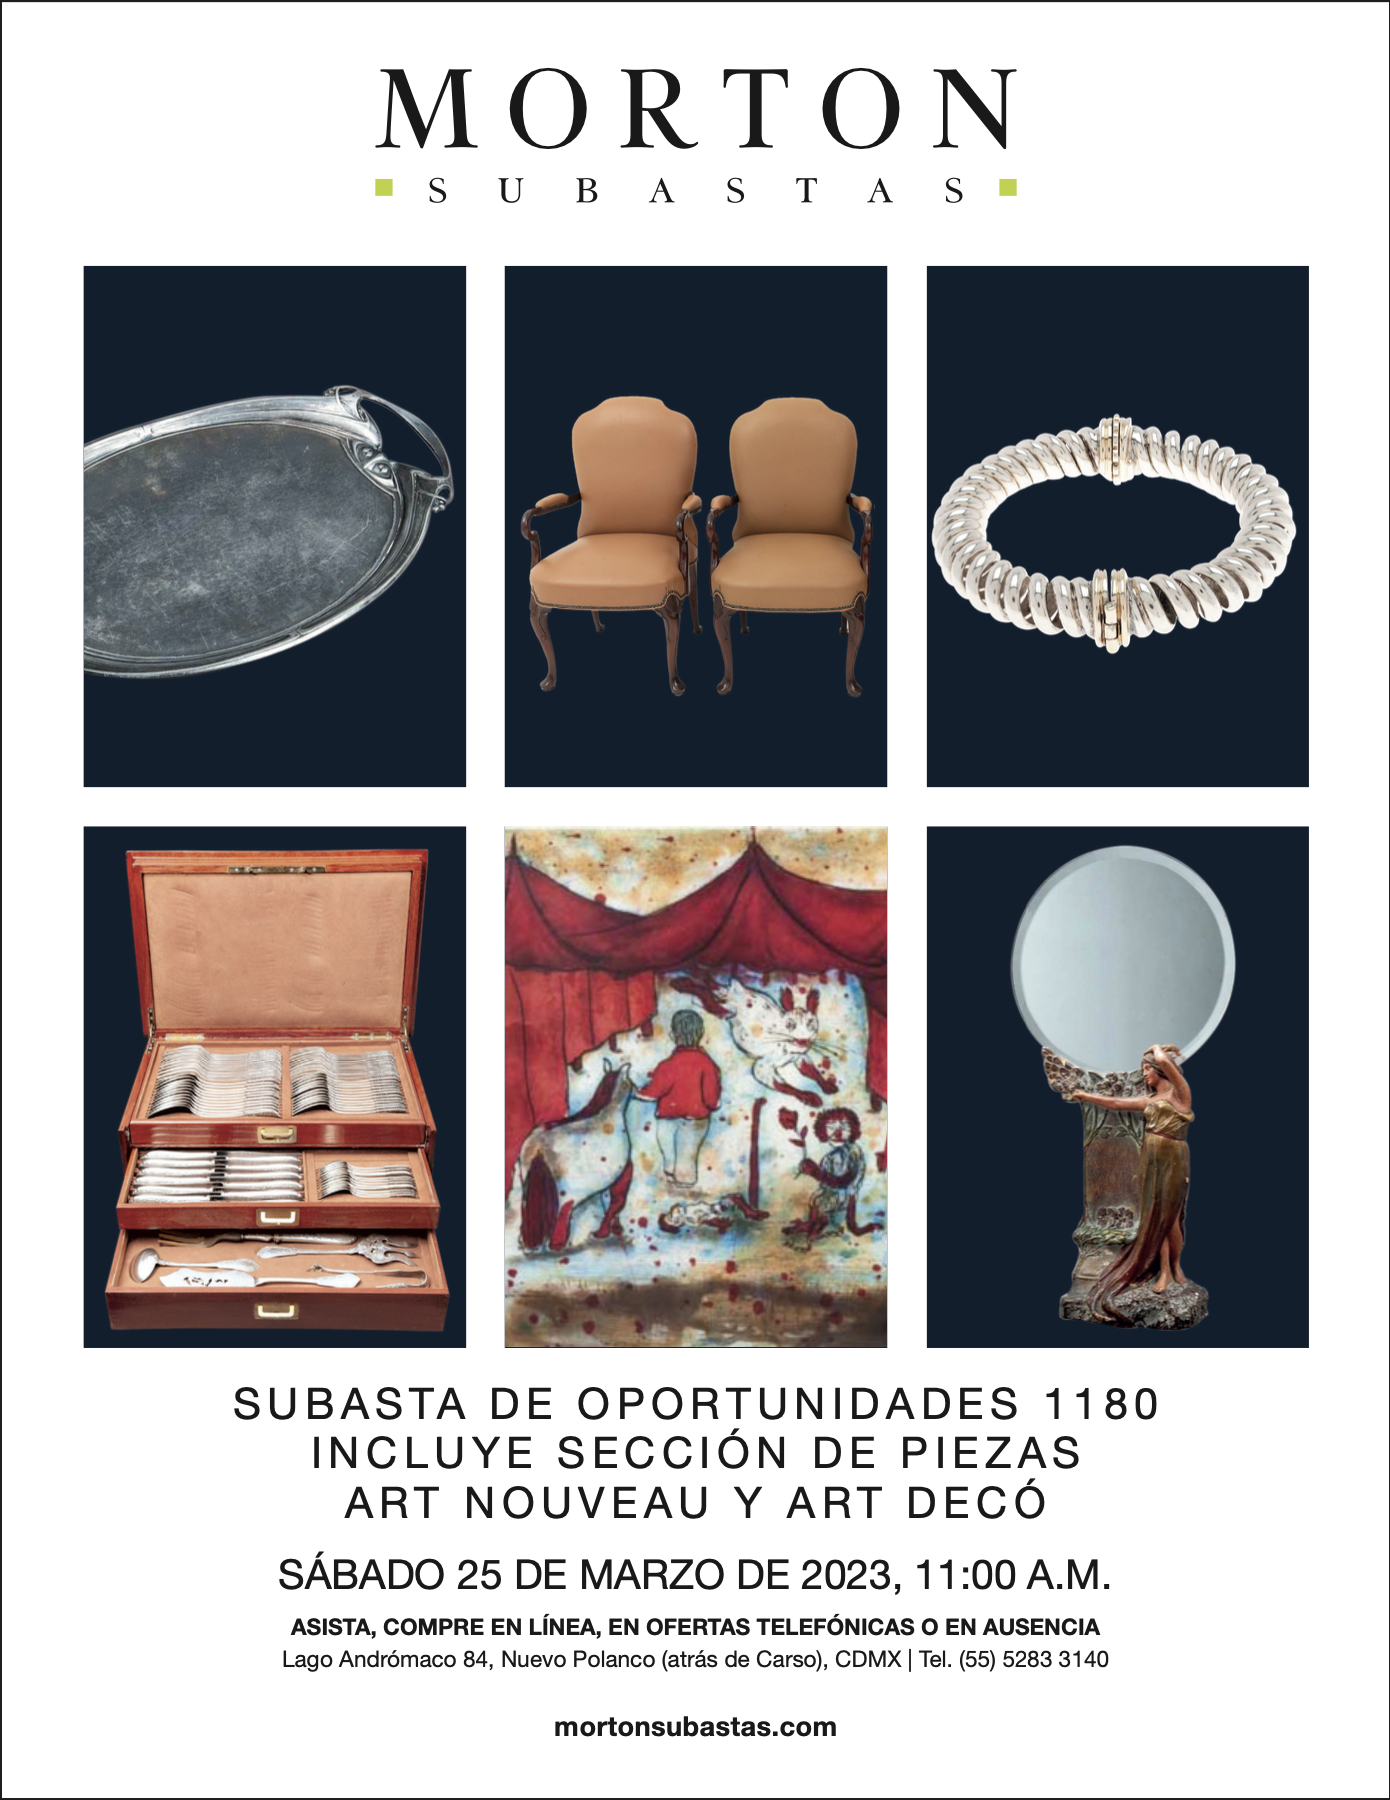 MORTON
SUBASTAS
SUBASTA DE OPORTUNIDADES 1180
INCLUYE SECCIÓN DE PIEZAS
ART NOUVEAU Y ART DECÓ
SÁBADO 25 DE MARZO DE 2023, 11:00 A.M.
ASISTA, COMPRE EN LÍNEA, EN OFERTAS TELEFÓNICAS O EN AUSENCIA
Lago Andrómaco 84, Nuevo Polanco (atrás de Carso), CDMX | Tel. (55) 5283 3140
mortonsubastas.com